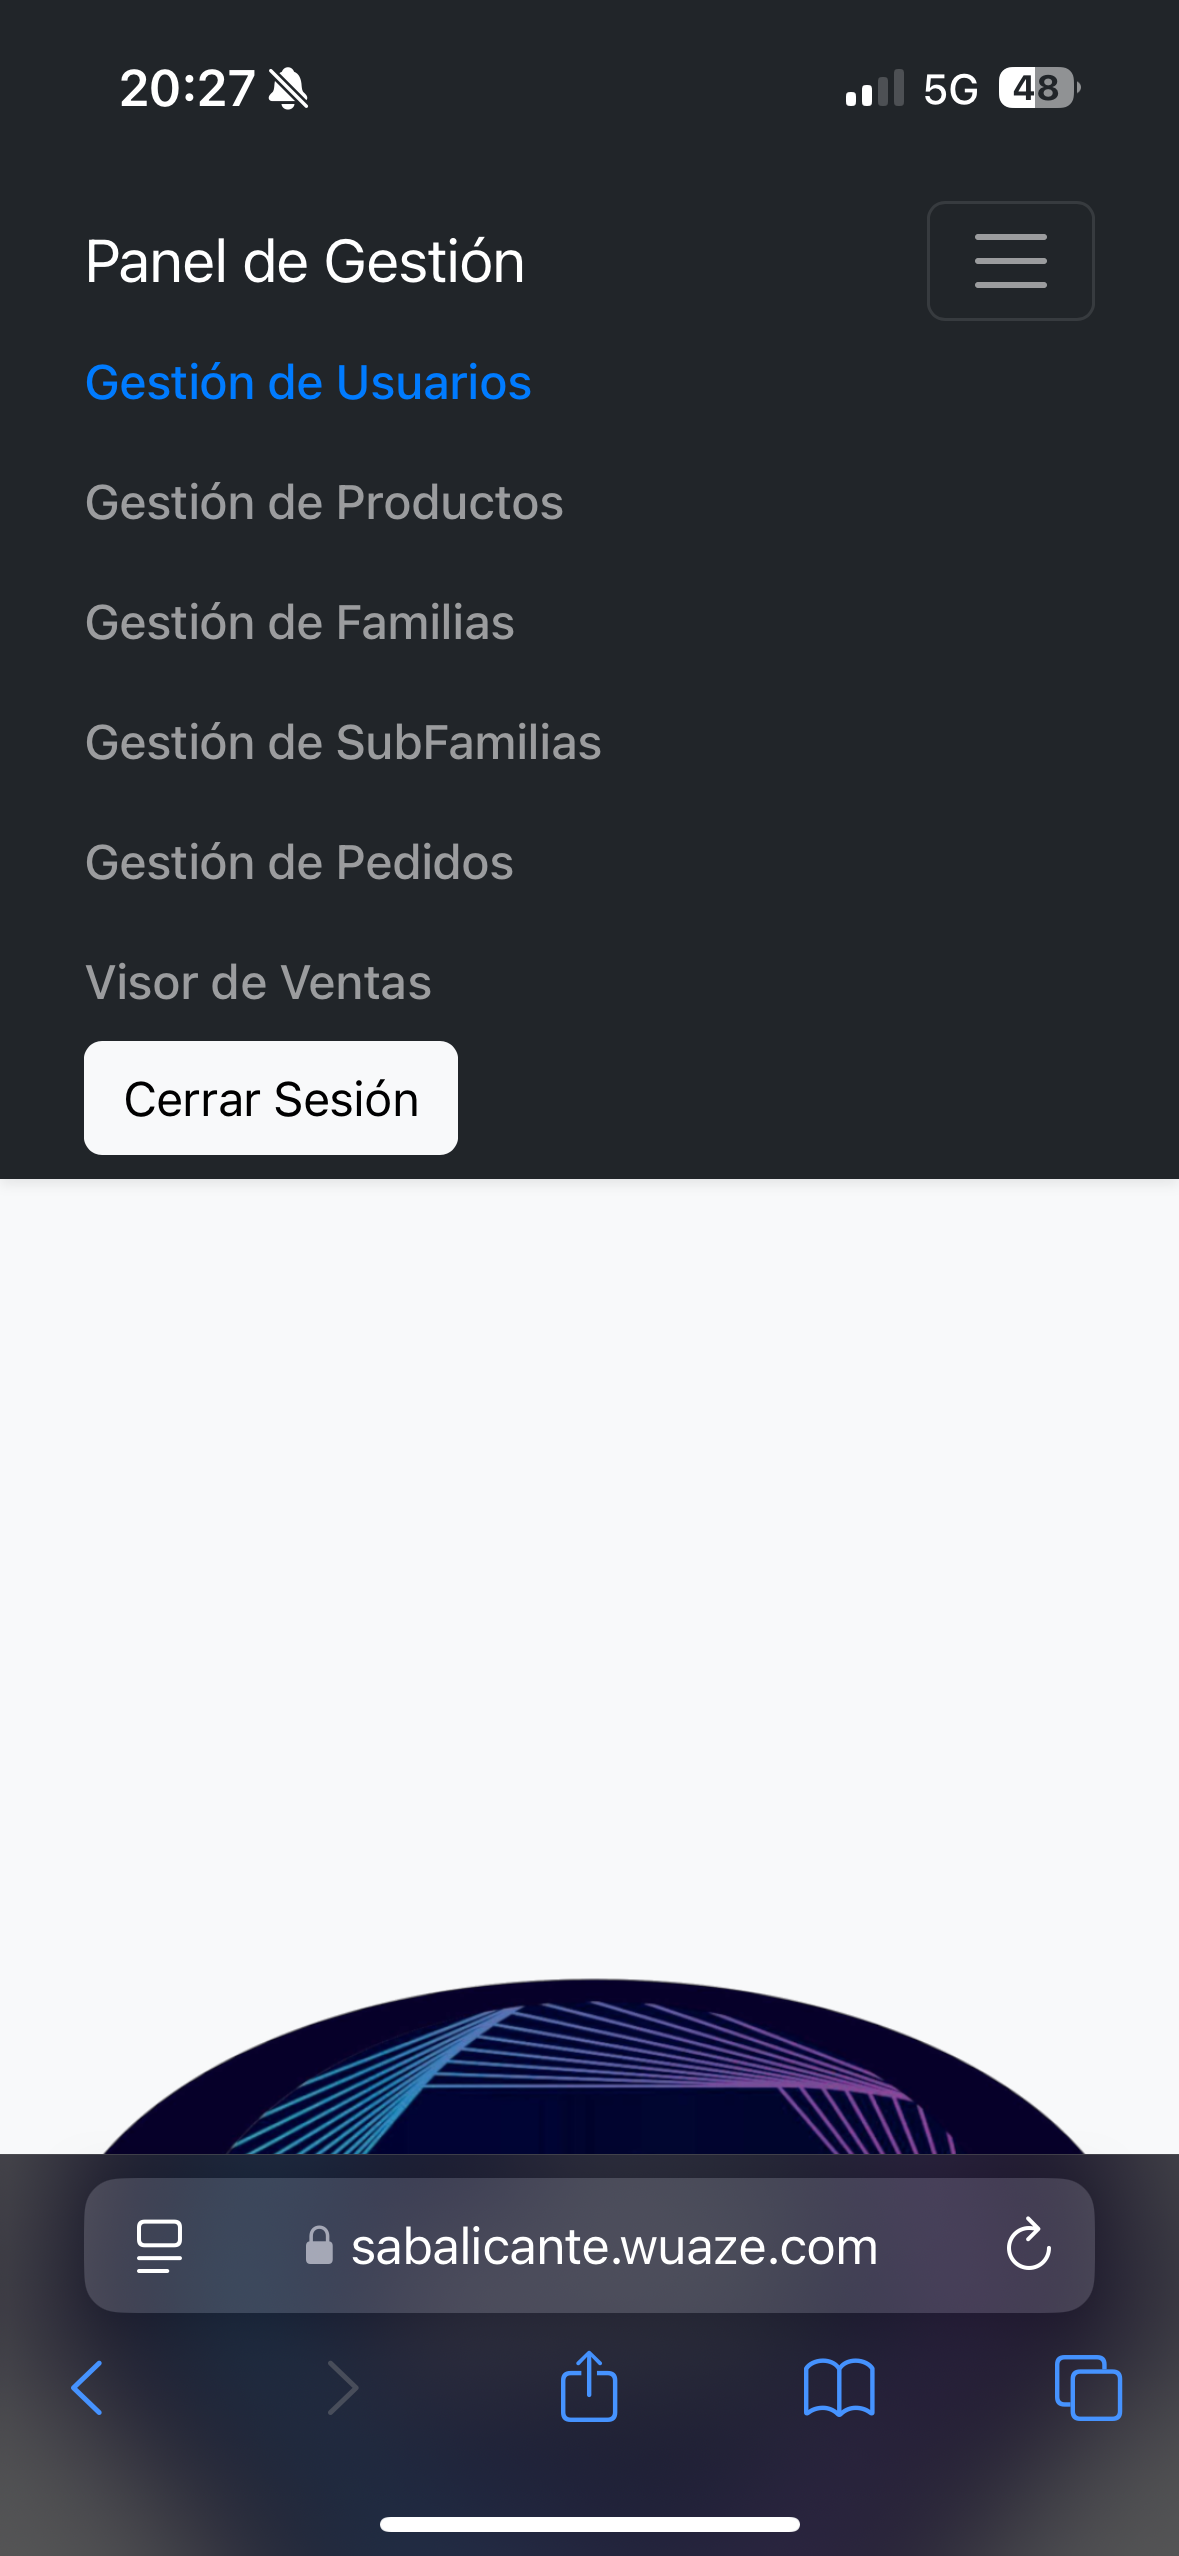 20:27
5G
48
Panel de Gestión
Gestión de Usuarios
Gestión de Productos
Gestión de Familias
Gestión de SubFamilias
Gestión de Pedidos
Visor de Ventas
Cerrar Sesión
sabalicante.wuaze.com